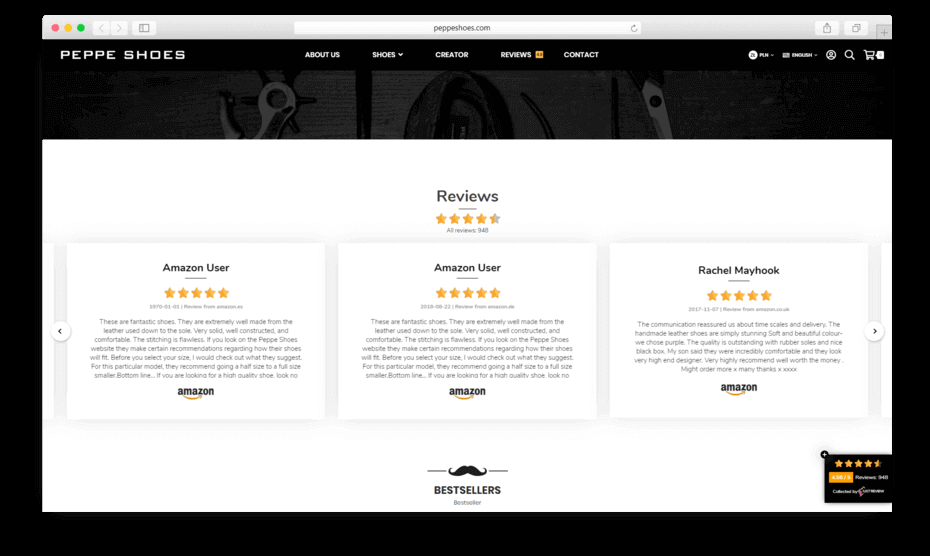 peppeshoes.com
PEPPE SHOES
ABOUT US
SHOES
CREATOR
REVIEWS
CONTACT
PLN
ENGLISH
Reviews
All reviews: 948
Amazon User
1970-01-01 | Review from amazon.es
These are fantastic shoes. They are extremely well made from the
leather used down to the sole. Very solid, well constructed, and
comfortable. The stitching is flawless. If you look on the Peppe Shoes
website they make certain recommendations regarding how their shoes
will fit. Before you select your size, I would check out what they suggest.
For this particular model, they recommend going a half size to a full size
smaller.Bottom line... If you are looking for a high quality shoe, look no
amazon
Amazon User
2018-06-22 | Review from amazon.de
These are fantastic shoes. They are extremely well made from the
leather used down to the sole. Very solid, well constructed, and
comfortable. The stitching is flawless. If you look on the Peppe Shoes
website they make certain recommendations regarding how their shoes
will fit. Before you select your size, I would check out what they suggest.
For this particular model, they recommend going a half size to a full size
smaller.Bottom line... If you are looking for a high quality shoe, look no
amazon
Rachel Mayhook
2017-11-07 | Review from amazon.co.uk
The communication reassured us about time scales and delivery. The
handmade leather shoes are simply stunning Soft and beautiful colour-
we chose purple. The quality is outstanding with rubber soles and nice
black box. My son said they were incredibly comfortable and they look
very high end designer. Very highly recommend well worth the money .
Might order more x many thanks x xxxx
amazon
BESTSELLERS
Bestseller
Reviews: 948
Collected by JUSTREVIEW